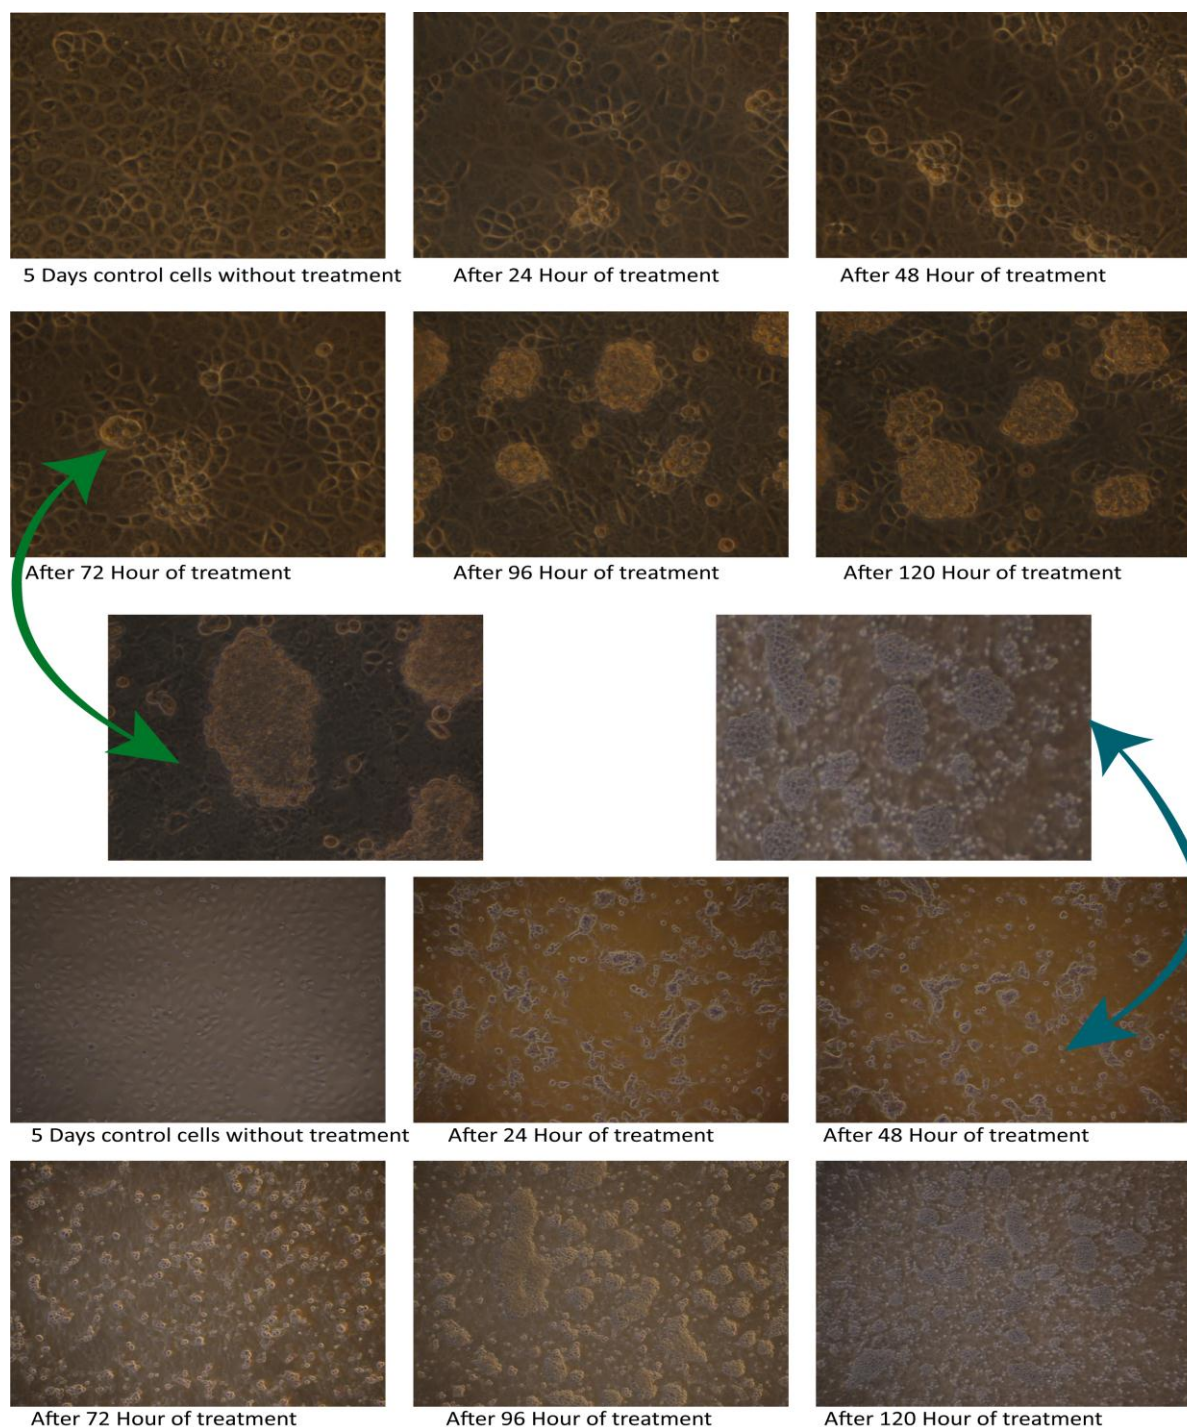 5 Days control cells without treatment
After 24 Hour of treatment
After 48 Hour of treatment
After 72 Hour of treatment
After 96 Hour of treatment
After 120 Hour of treatment
5 Days control cells without treatment
After 24 Hour of treatment
After 48 Hour of treatment
After 72 Hour of treatment
After 96 Hour of treatment
After 120 Hour of treatment